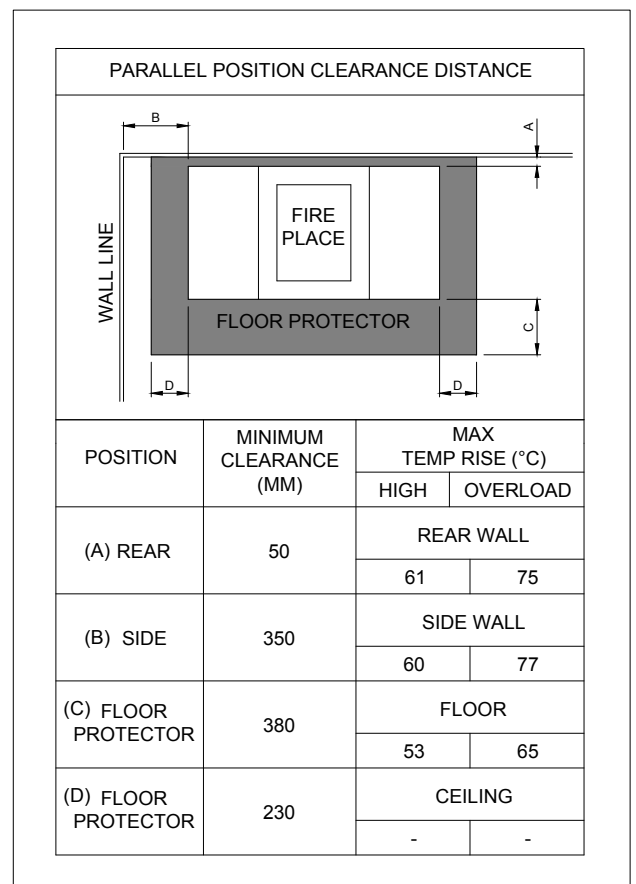 PARALLEL POSITION CLEARANCE DISTANCE
B
A
WALL LINE
FIRE
PLACE
FLOOR PROTECTOR
C
D
D
POSITION
MINIMUM
CLEARANCE
(MM)
MAX
TEMP RISE (°C)
HIGH
OVERLOAD
(A) REAR
50
REAR WALL
61
75
(B) SIDE
350
SIDE WALL
60
77
(C) FLOOR
PROTECTOR
380
FLOOR
53
65
(D) FLOOR
PROTECTOR
230
CEILING
-
-